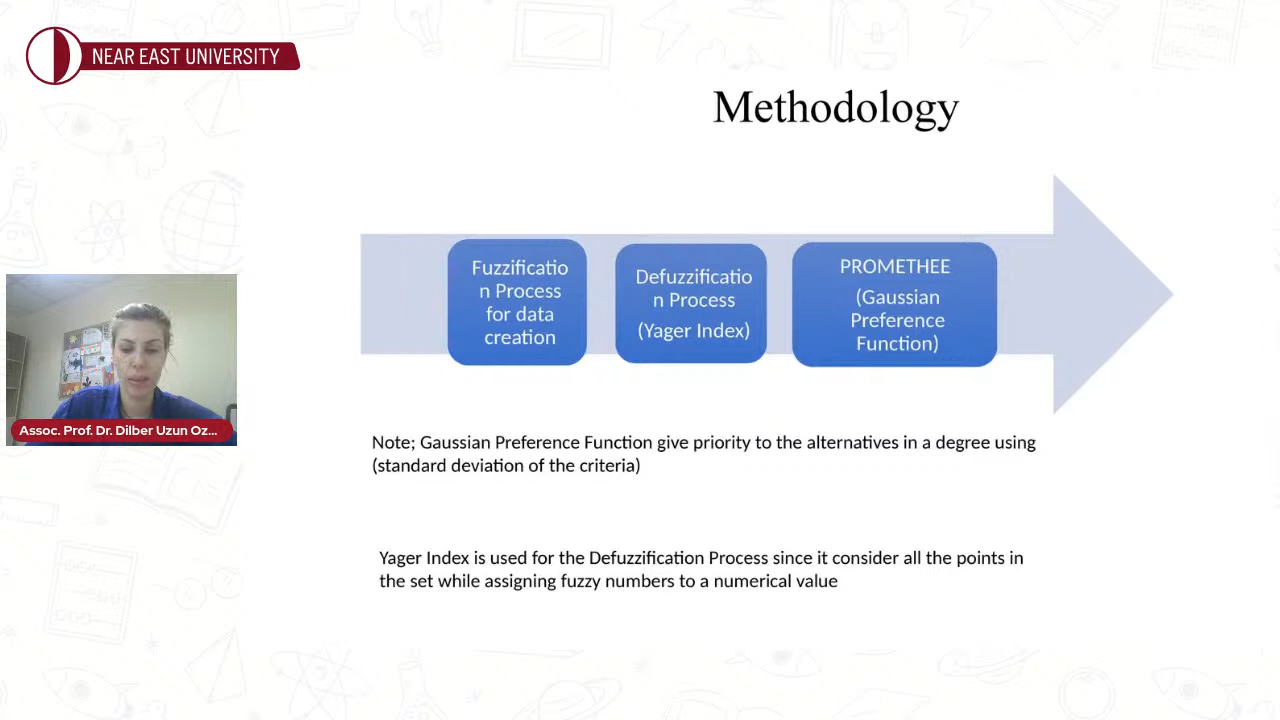 NEAR EAST UNIVERSITY
Methodology
Fuzzificatio
n Process
for data
creation
Defuzzificatio
n Process
(Yager Index)
PROMETHEE
(Gaussian
Preference
Function)
Assoc. Prof. Dr. Dilber Uzun Oz...
Note; Gaussian Preference Function give priority to the alternatives in a degree using
(standard deviation of the criteria)
Yager Index is used for the Defuzzification Process since it consider all the points in
the set while assigning fuzzy numbers to a numerical value